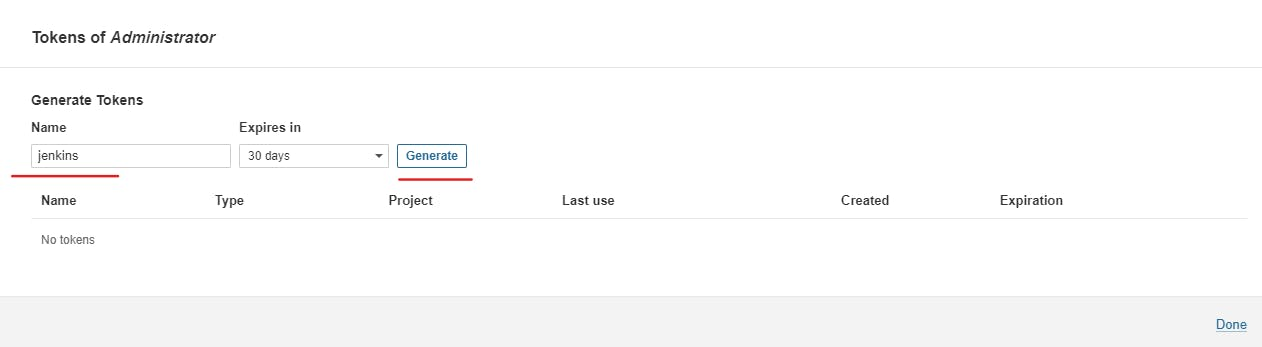 Tokens of Administrator
Generate Tokens
Name Expires in
jenkins 30 days Generate
Name Type Project Last use Created Expiration
No tokens
Done